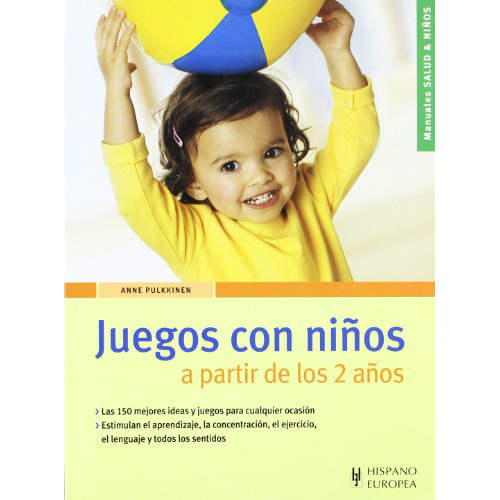 Manuales SALUD & NIÑOS
ANNE PULKKINEN
Juegos con niños
a partir de los 2 años
Las 150 mejores ideas y juegos para cualquier ocasión
Estimulan el aprendizaje, la concentración, el ejercicio,
el lenguaje y todos los sentidos
HISPANO
EUROPEA